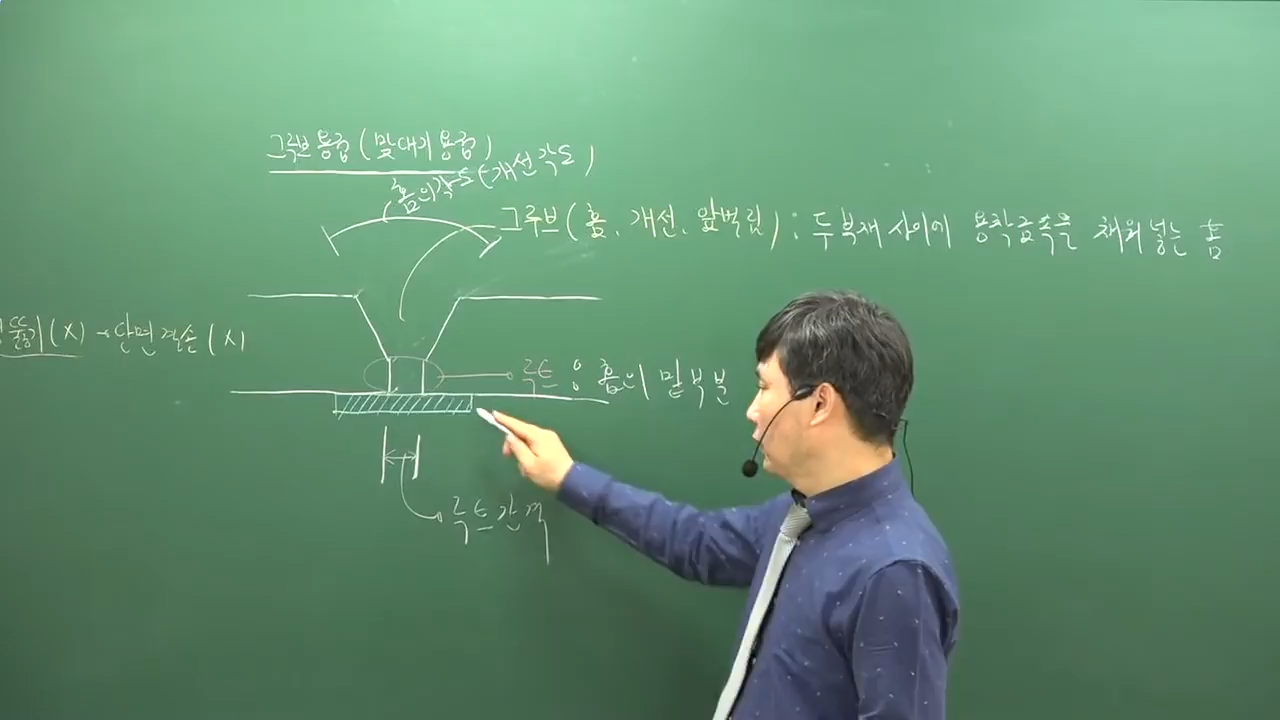 그루브용접(맞대기용접)
홈의각도(개선각도)
그루브(홈, 개선, 앞벽림) : 두부재 사이에 용착금속을 채워넣는 홈
뚫기(X) → 단면결손(X)
루트 : 홈의 밑부분
루트간격